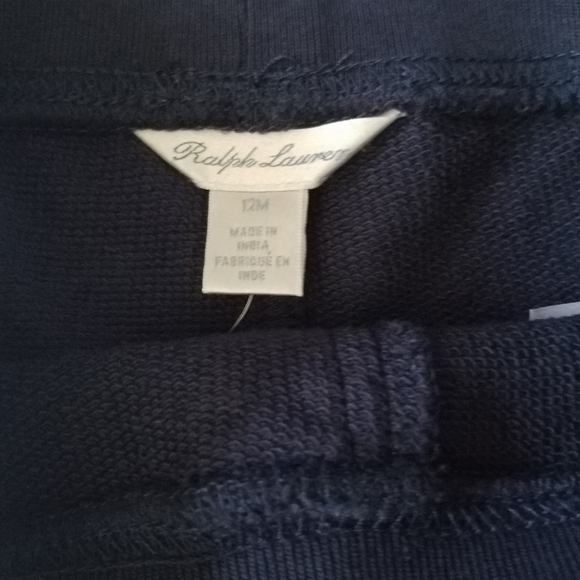 Ralph Lauren
12M
MADE IN
INDIA
FABRIQUÉ EN
INDE